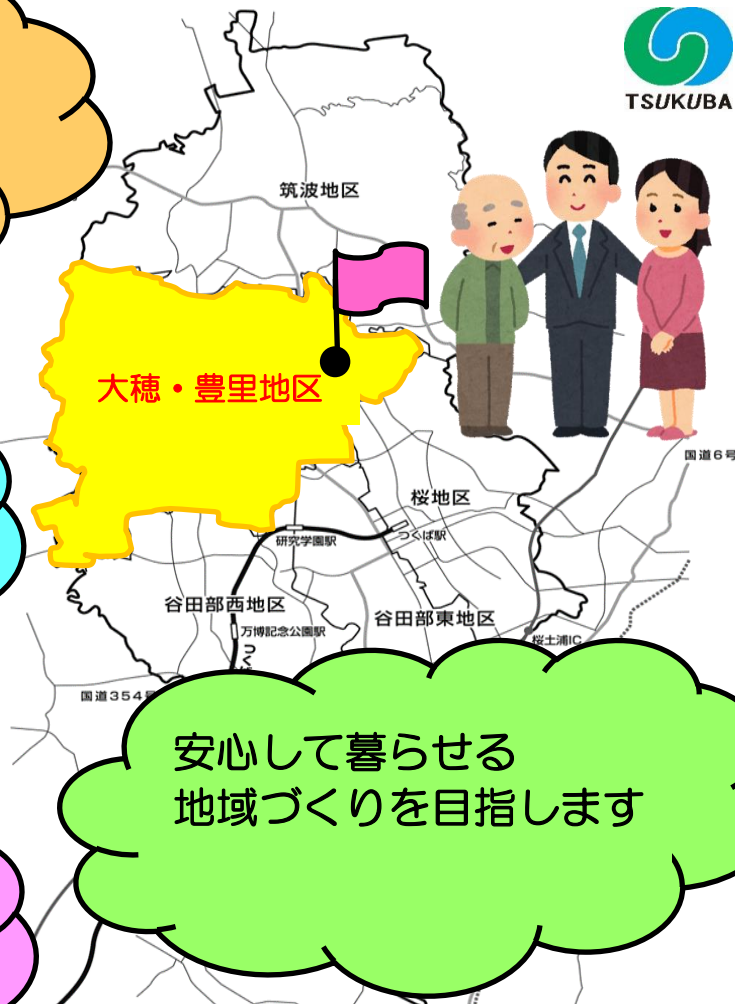 TSUKUBA
筑波地区
大穂・豊里地区
国道6号
桜地区
研究学園駅
つくば駅
谷田部西地区
谷田部東地区
万博記念公園駅
桜土浦IC
つく
国道354号
安心して暮らせる
地域づくりを目指します